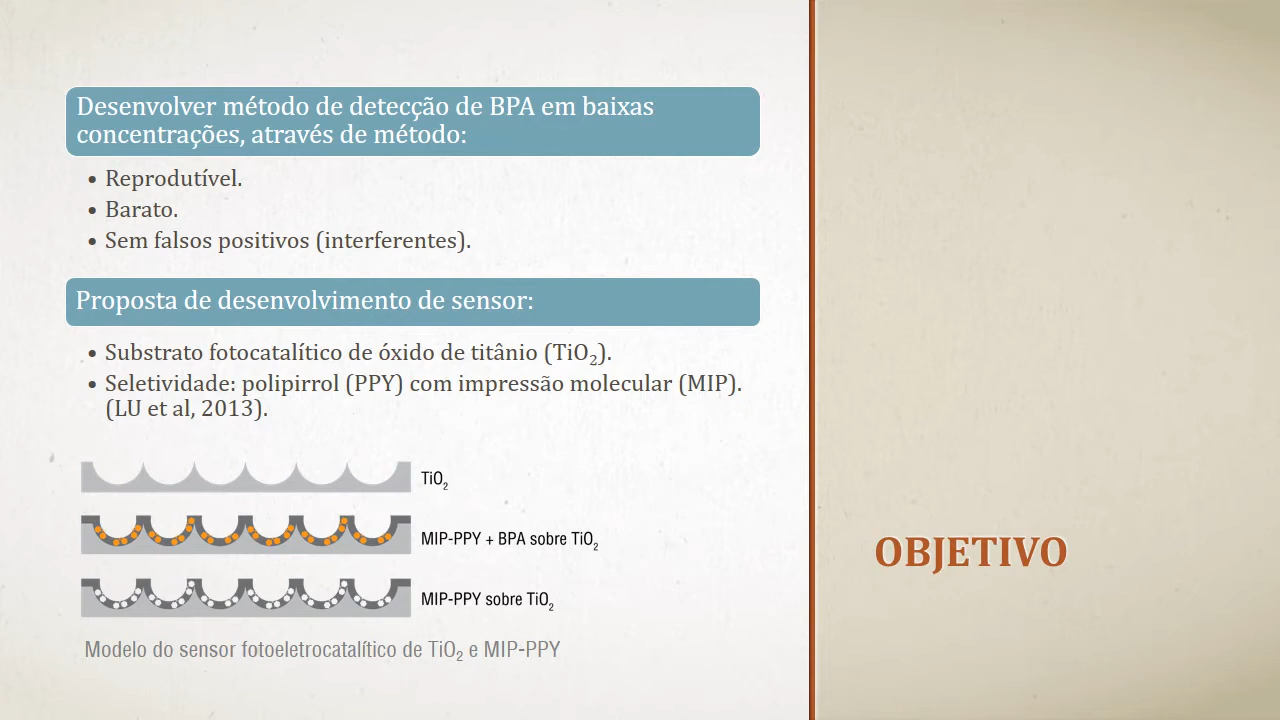 Desenvolver método de detecção de BPA em baixas
concentrações, através de método:
• Reprodutível.
• Barato.
• Sem falsos positivos (interferentes).
Proposta de desenvolvimento de sensor:
• Substrato fotocatalítico de óxido de titânio (TiO₂).
• Seletividade: polipirrol (PPY) com impressão molecular (MIP).
(LU et al, 2013).
TiO₂
MIP-PPY + BPA sobre TiO₂
MIP-PPY sobre TiO₂
Modelo do sensor fotoeletrocatalítico de TiO₂ e MIP-PPY
OBJETIVO